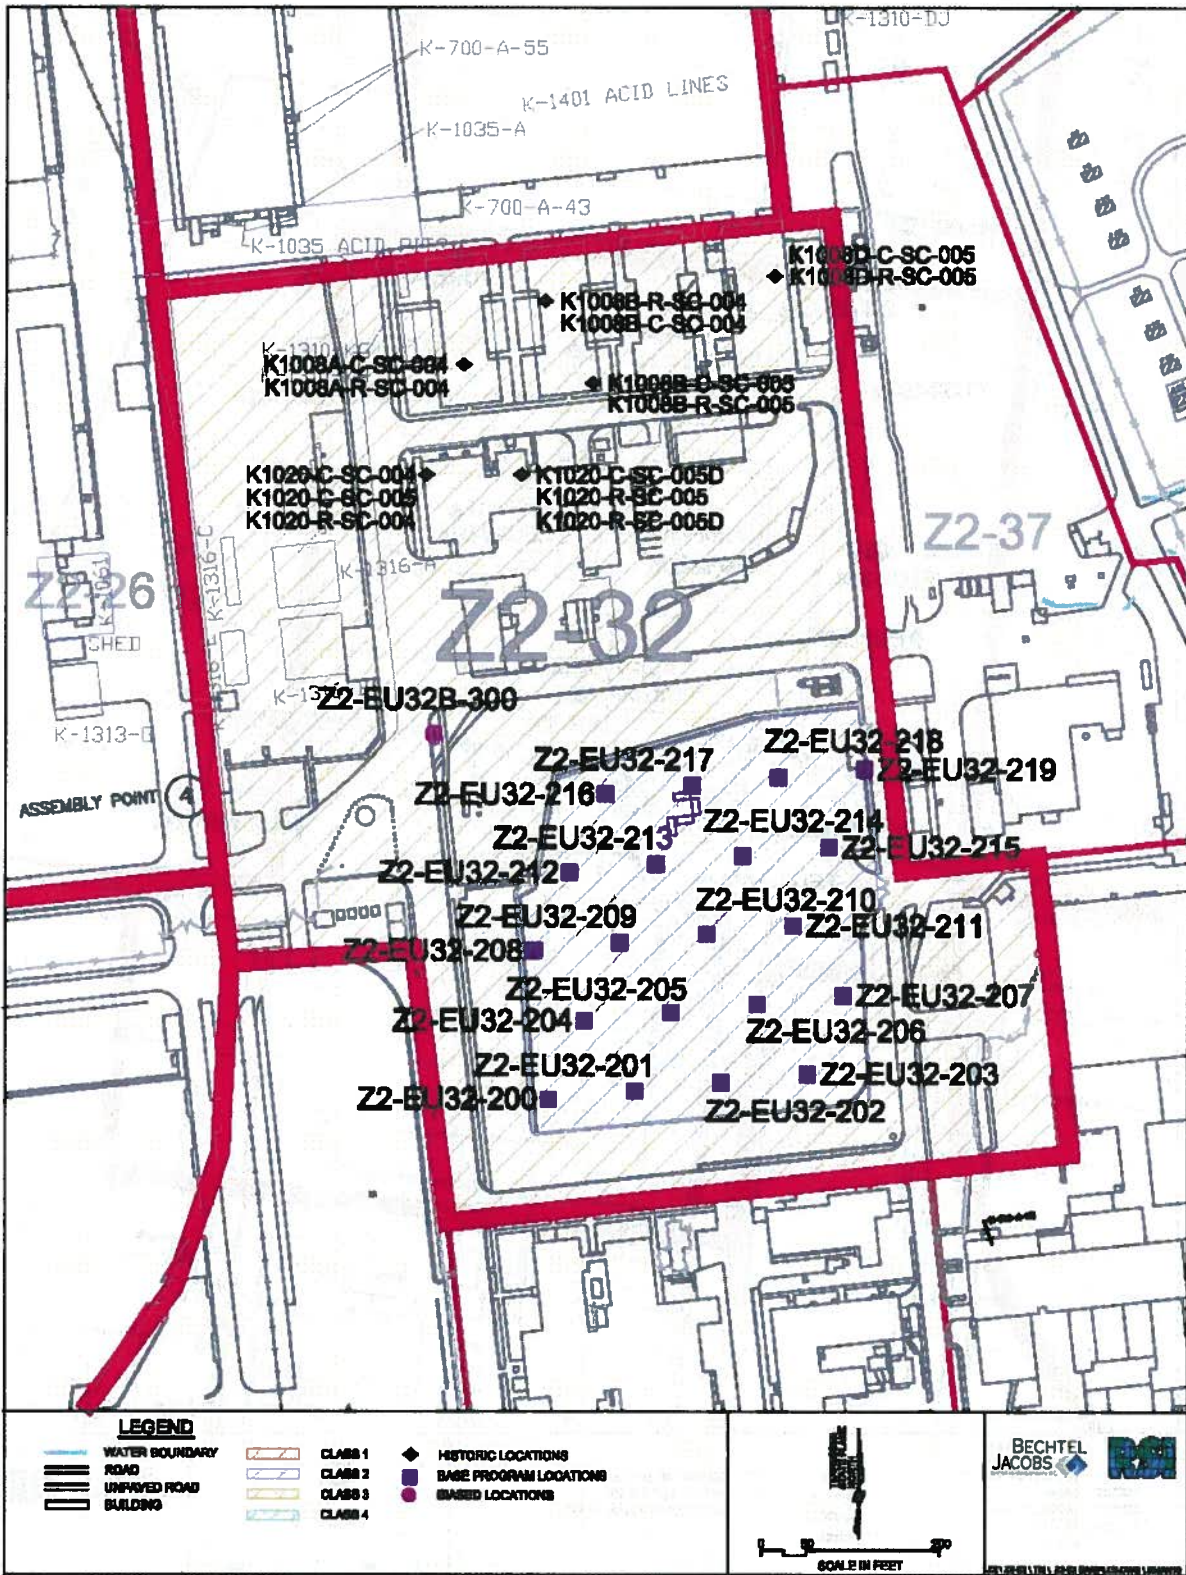 K-1310-DJ
K-700-A-55
K-1401 ACID LINES
K-1035-A
K-700-A-43
K-1035 ACID PITS
K1008D-C-SC-005
K1008D-R-SC-005
K1008B-R-SC-004
K1008B-C-SC-004
K1008A-C-SC-004
K1008A-R-SC-004
K1008B-C-SC-005
K1008B-R-SC-005
K1020-C-SC-004
K1020-C-SC-005
K1020-R-SC-004
K1020-C-SC-005D
K1020-R-SC-005
K1020-R-SC-005D
Z2-37
Z2-26
K-1061
K-1316-C
K-1316-A
Z2-32
SHED
K-1316-E
Z2-EU32B-300
K-1313-
Z2-EU32-218
Z2-EU32-217
Z2-EU32-219
Z2-EU32-216
ASSEMBLY POINT 4
Z2-EU32-214
Z2-EU32-213
Z2-EU32-215
Z2-EU32-212
Z2-EU32-210
Z2-EU32-209
Z2-EU32-211
Z2-EU32-208
Z2-EU32-205
Z2-EU32-207
Z2-EU32-204
Z2-EU32-206
Z2-EU32-201
Z2-EU32-203
Z2-EU32-200
Z2-EU32-202
LEGEND
WATER BOUNDARY
ROAD
UNPAVED ROAD
BUILDING
CLASS 1
CLASS 2
CLASS 3
CLASS 4
HISTORIC LOCATIONS
BASE PROGRAM LOCATIONS
BIASED LOCATIONS
0 50 200
SCALE IN FEET
BECHTEL
JACOBS
RSI